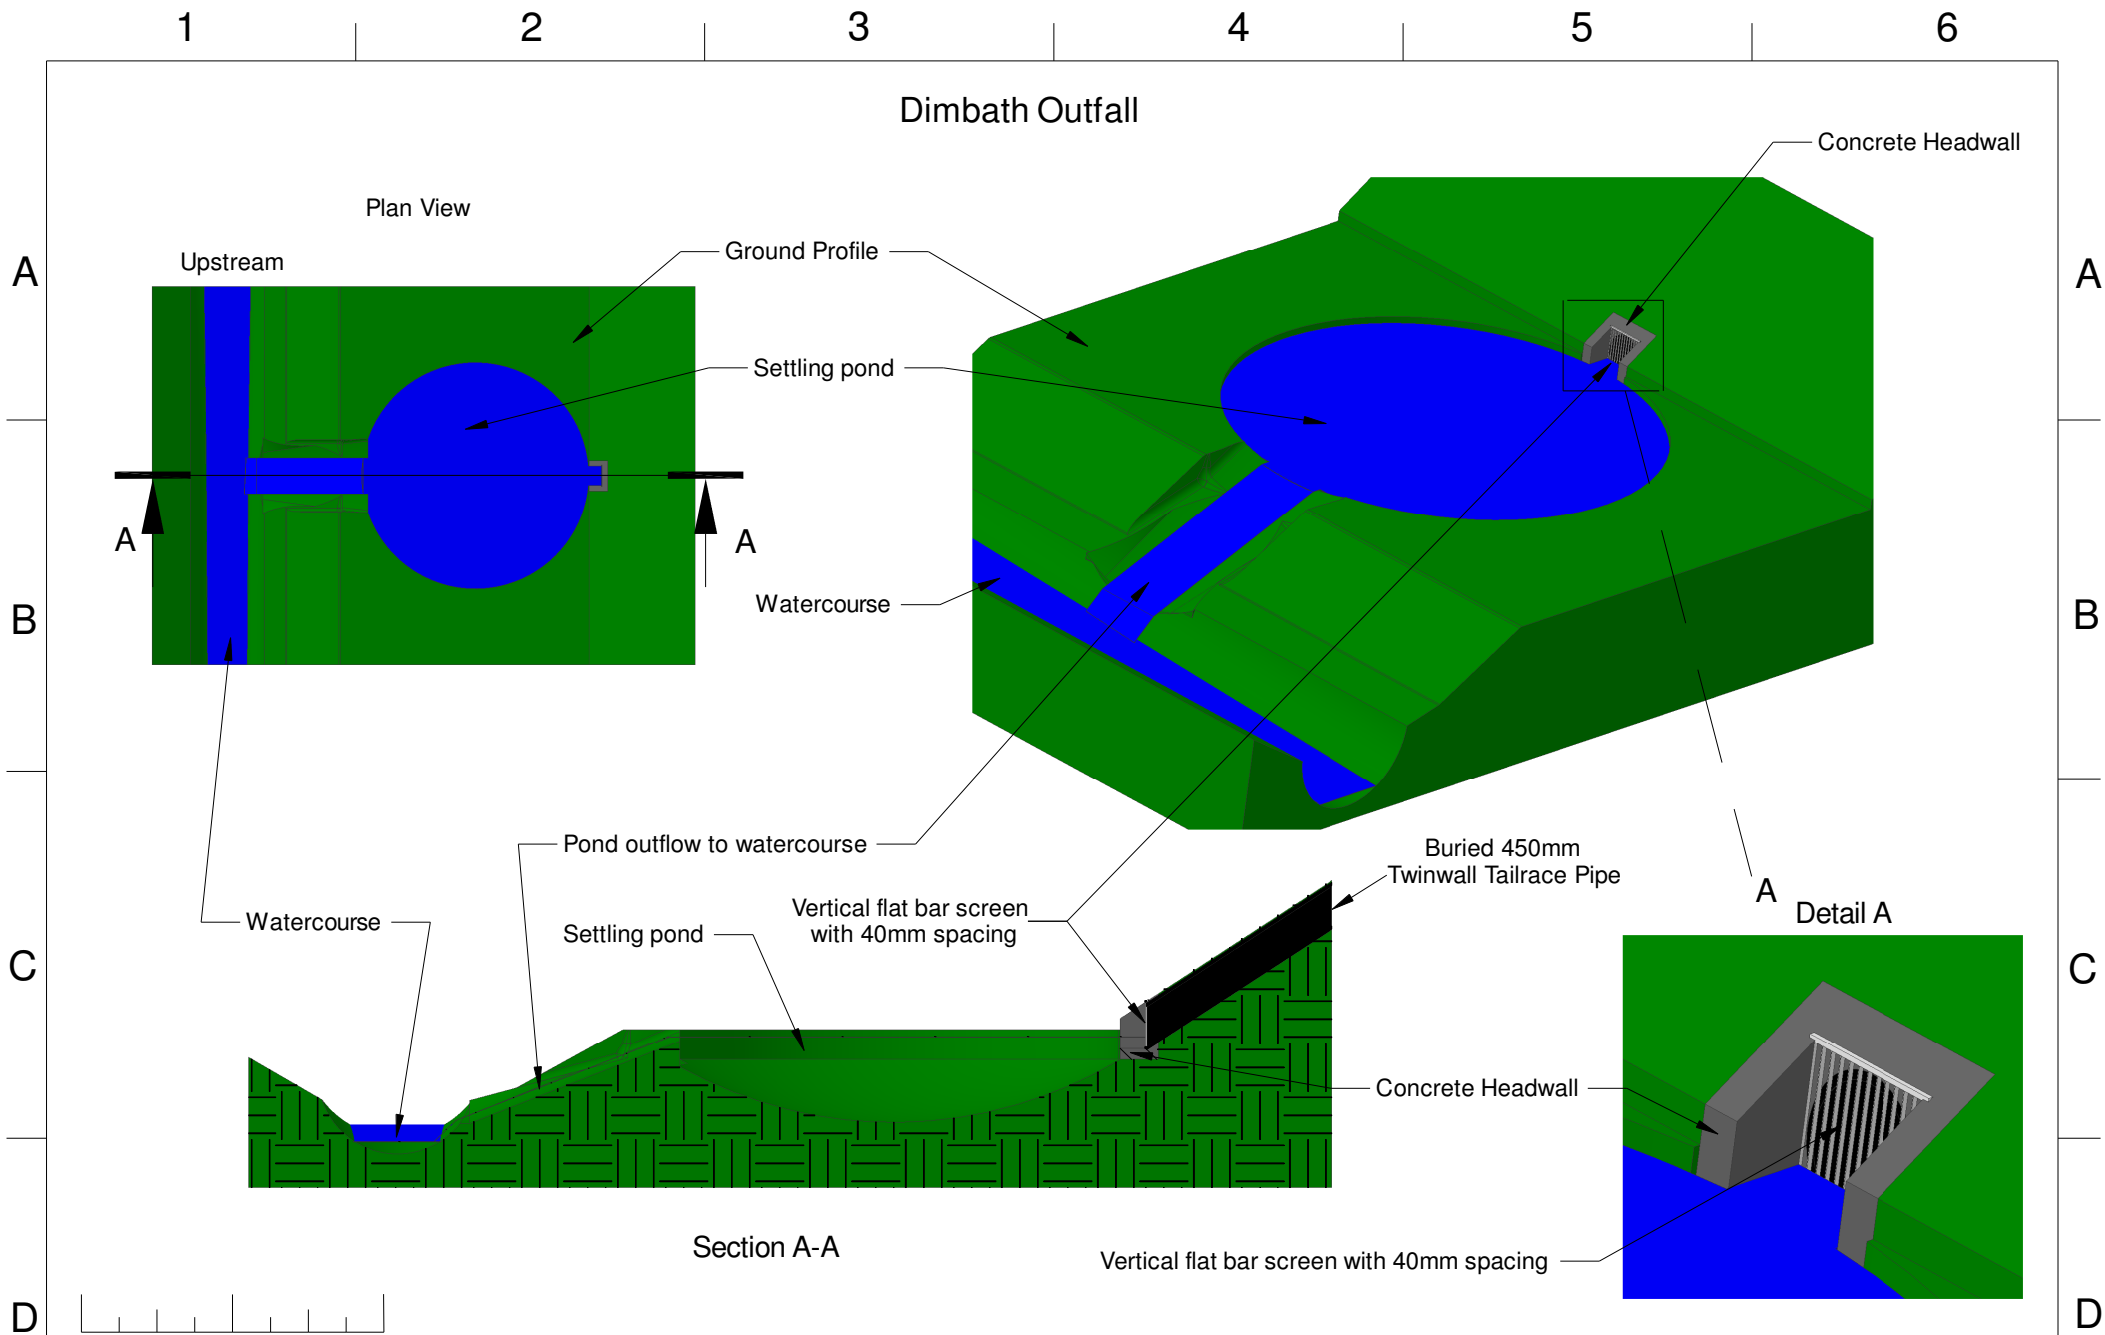 1 2 3 4 5 6
Dimbath Outfall
Concrete Headwall
Plan View
Upstream
Ground Profile
A
A
Settling pond
A
A
Watercourse
B
B
Pond outflow to watercourse
Buried 450mm
Twinwall Tailrace Pipe
A
Detail A
Watercourse
Settling pond
Vertical flat bar screen
with 40mm spacing
C
C
Concrete Headwall
Section A-A
Vertical flat bar screen with 40mm spacing
D
D